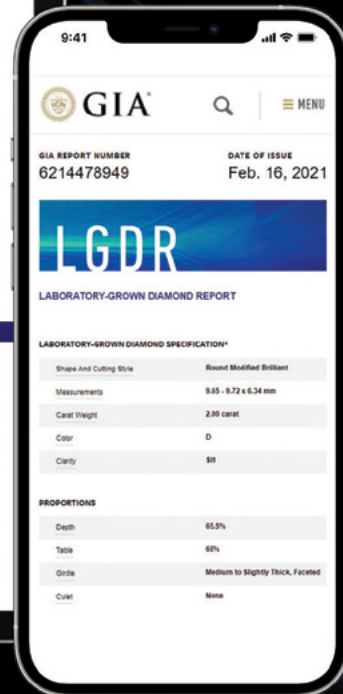 9:41
GIA
MENU
GIA REPORT NUMBER DATE OF ISSUE
6214478949 Feb. 16, 2021
LGDR
LABORATORY-GROWN DIAMOND REPORT
LABORATORY-GROWN DIAMOND SPECIFICATION*
Shape And Cutting Style Round Modified Brilliant
Measurements 9.65 - 9.72 x 6.34 mm
Carat Weight 2.00 carat
Color D
Clarity SI1
PROPORTIONS
Depth 65.5%
Table 68%
Girdle Medium to Slightly Thick, Faceted
Culet None